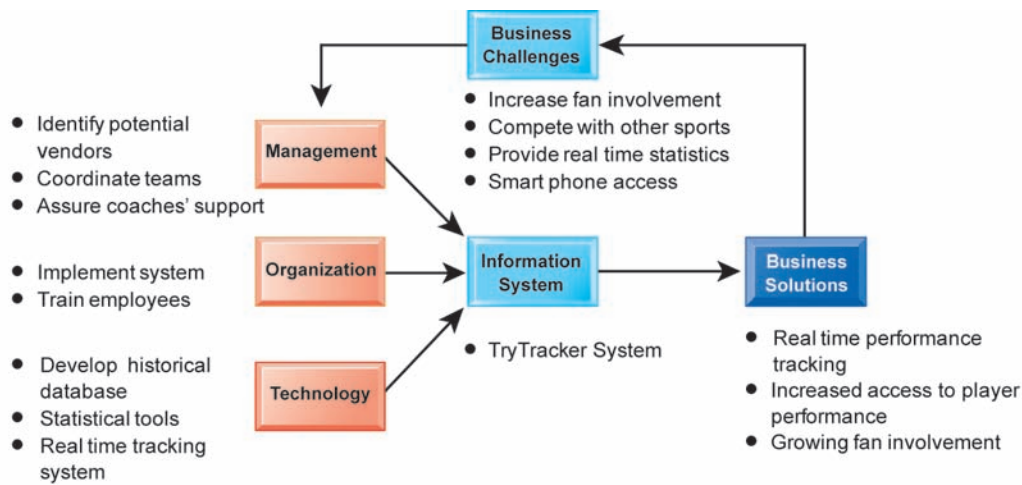 Business
Challenges
● Increase fan involvement
● Compete with other sports
● Provide real time statistics
● Smart phone access
● Identify potential
vendors
● Coordinate teams
● Assure coaches' support
Management
● Implement system
● Train employees
Organization
● Develop historical
database
● Statistical tools
● Real time tracking
system
Technology
Information
System
● TryTracker System
Business
Solutions
● Real time performance
tracking
● Increased access to player
performance
● Growing fan involvement